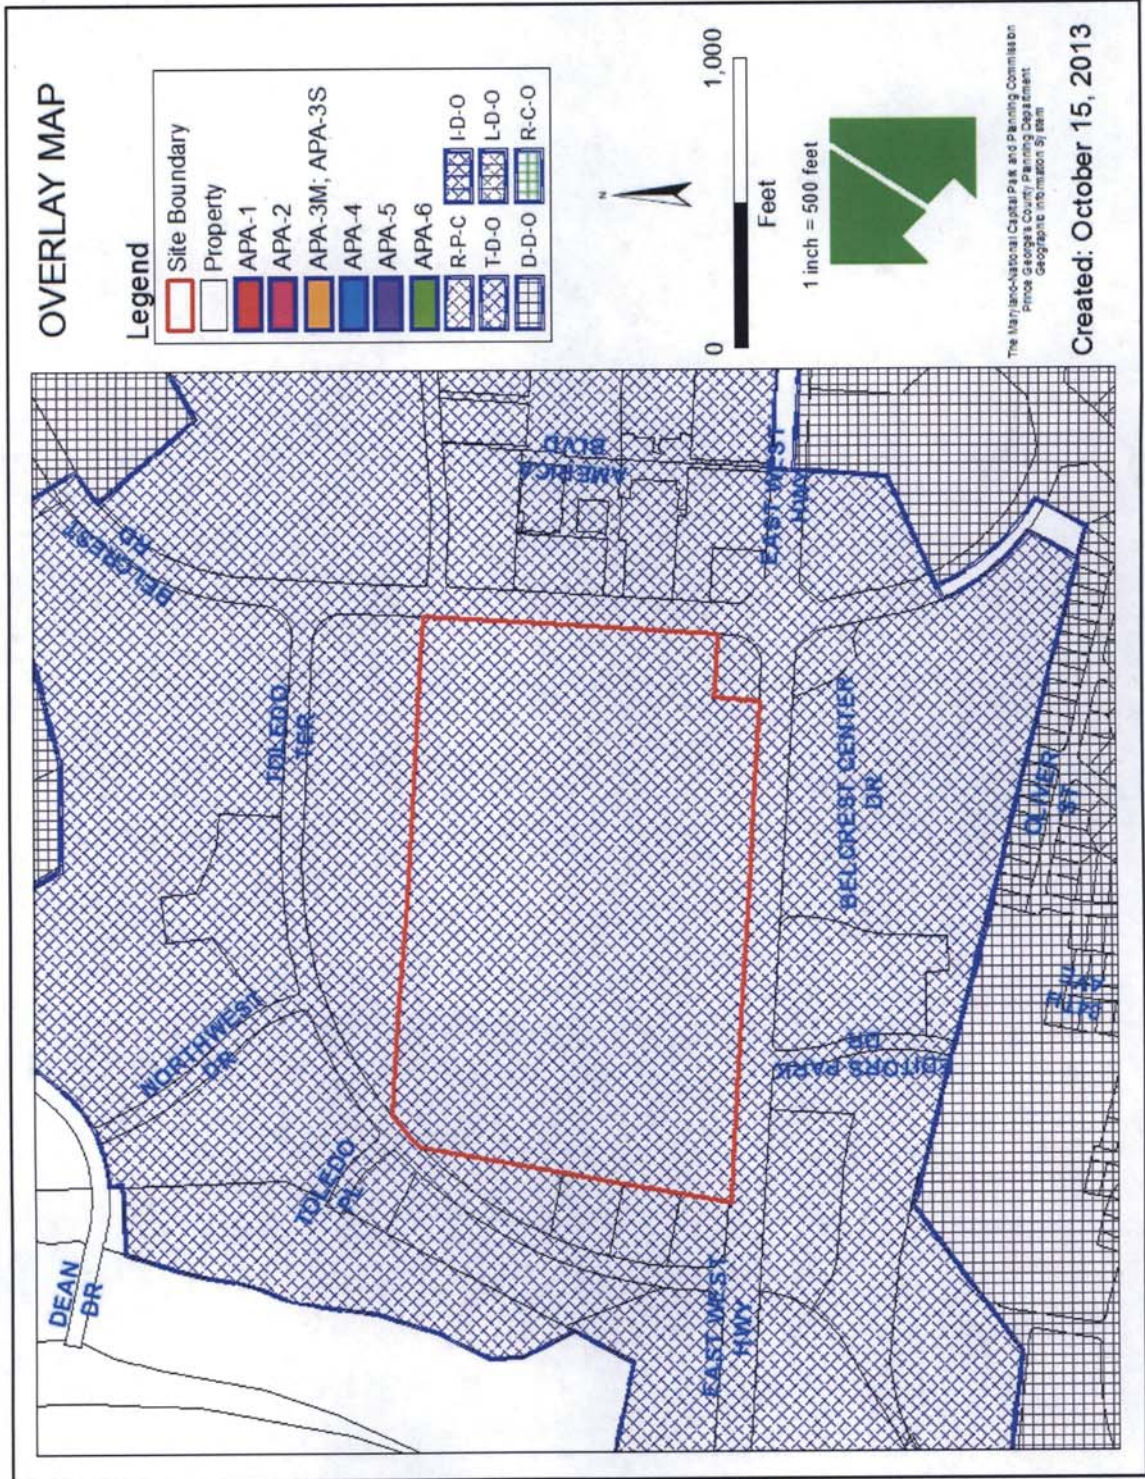 OVERLAY MAP
Legend
Site Boundary
Property
APA-1
APA-2
APA-3M; APA-3S
APA-4
APA-5
APA-6
R-P-C
I-D-O
T-D-O
L-D-O
D-D-O
R-C-O
N
0
1,000
Feet
1 inch = 500 feet
The Maryland-National Capital Park and Planning Commission
Prince George's County Planning Department
Geographic Information System
Created: October 15, 2013
DEAN
DR
NORTHWEST
DR
BELCREST
RD
TOLEDO
PL
TOLEDO
TER
AMERICA
BLVD
EAST WEST
HWY
EAST WEST
HWY
EDITORS PARK
DR
BELCREST CENTER
DR
OLIVER
ST